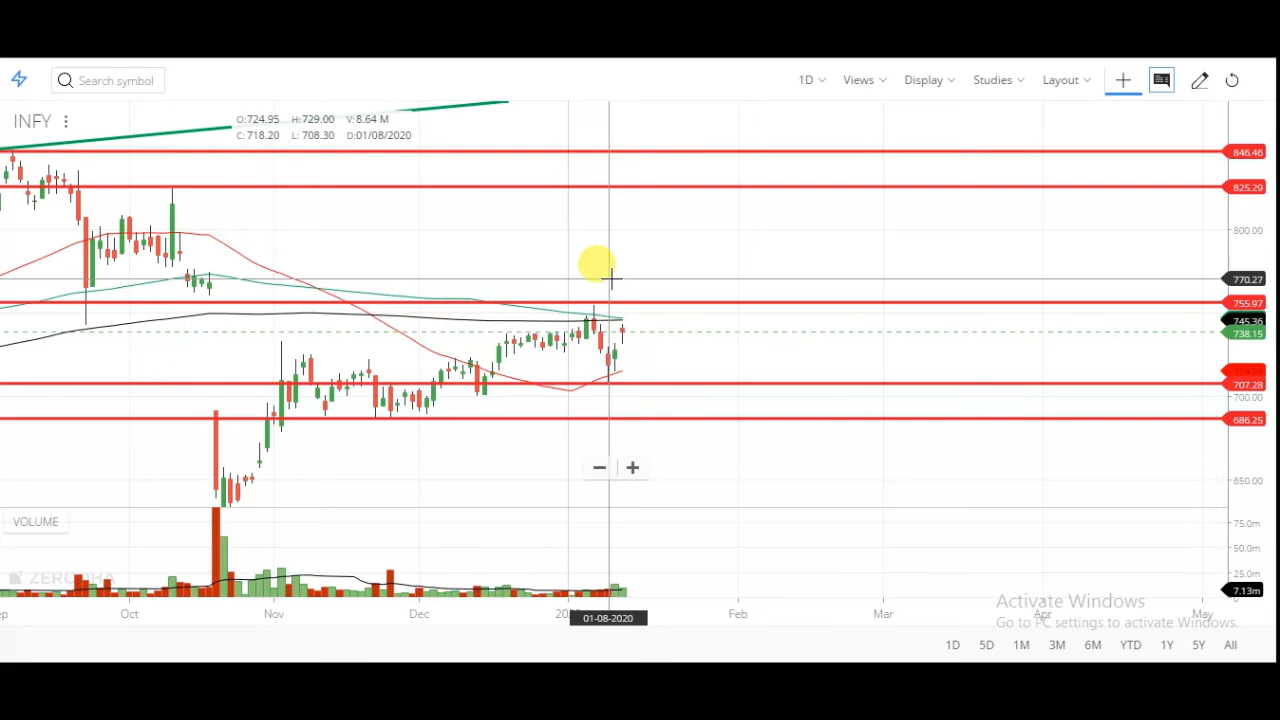 Search symbol
1D Views Display Studies Layout
INFY
O:724.95 H:729.00 V:8.64 M
C: 718.20 L: 708.30 D:01/08/2020
846.46
825.29
800.00
770.27
755.97
745.36
738.15
707.28
700.00
686.25
650.00
VOLUME
75.0m
50.0m
25.0m
ZERODHA
7.13m
Oct Nov Dec Feb Mar Apr May
01-08-2020
Activate Windows
Go to PC settings to activate Windows.
1D 5D 1M 3M 6M YTD 1Y 5Y All